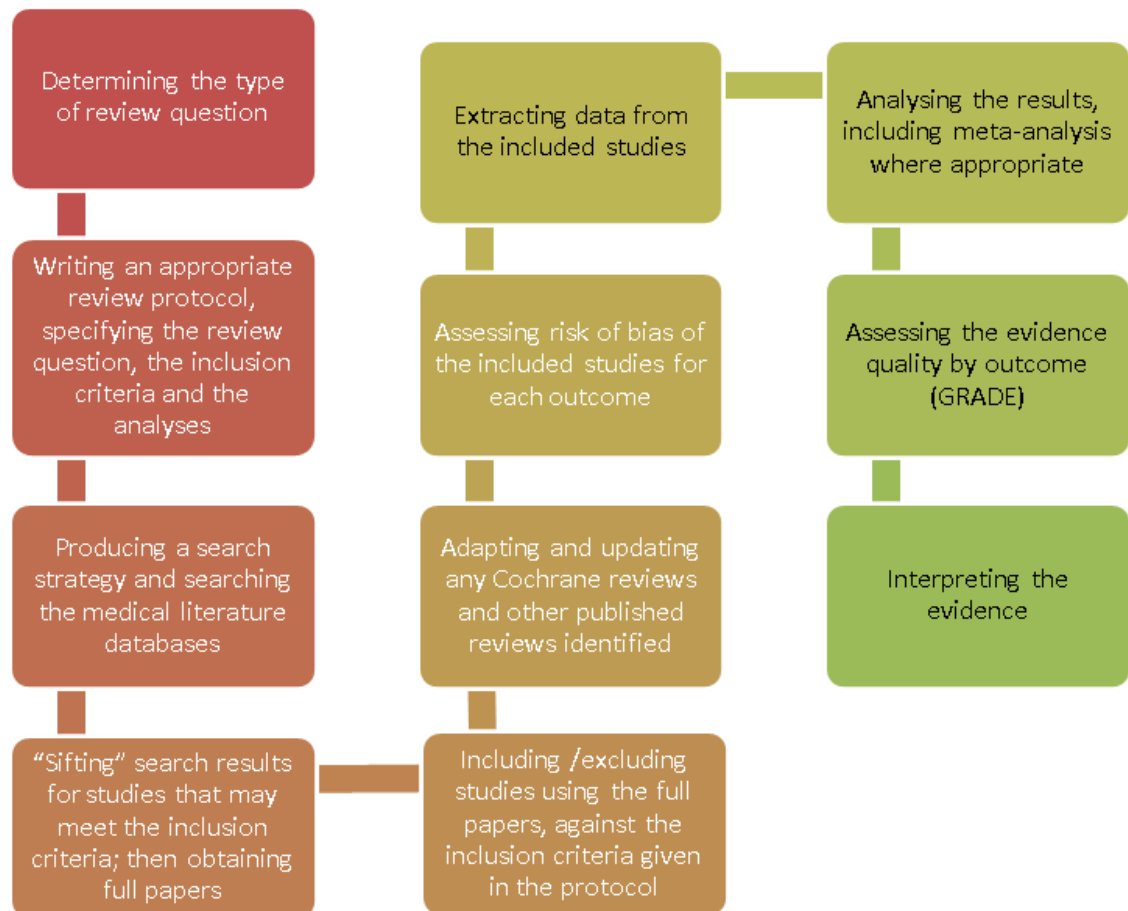 Determining the type
of review question
Writing an appropriate
review protocol,
specifying the review
question, the inclusion
criteria and the
analyses
Producing a search
strategy and searching
the medical literature
databases
“Sifting” search results
for studies that may
meet the inclusion
criteria; then obtaining
full papers
Including /excluding
studies using the full
papers, against the
inclusion criteria given
in the protocol
Adapting and updating
any Cochrane reviews
and other published
reviews identified
Assessing risk of bias of
the included studies for
each outcome
Extracting data from
the included studies
Analysing the results,
including meta-analysis
where appropriate
Assessing the evidence
quality by outcome
(GRADE)
Interpreting the
evidence